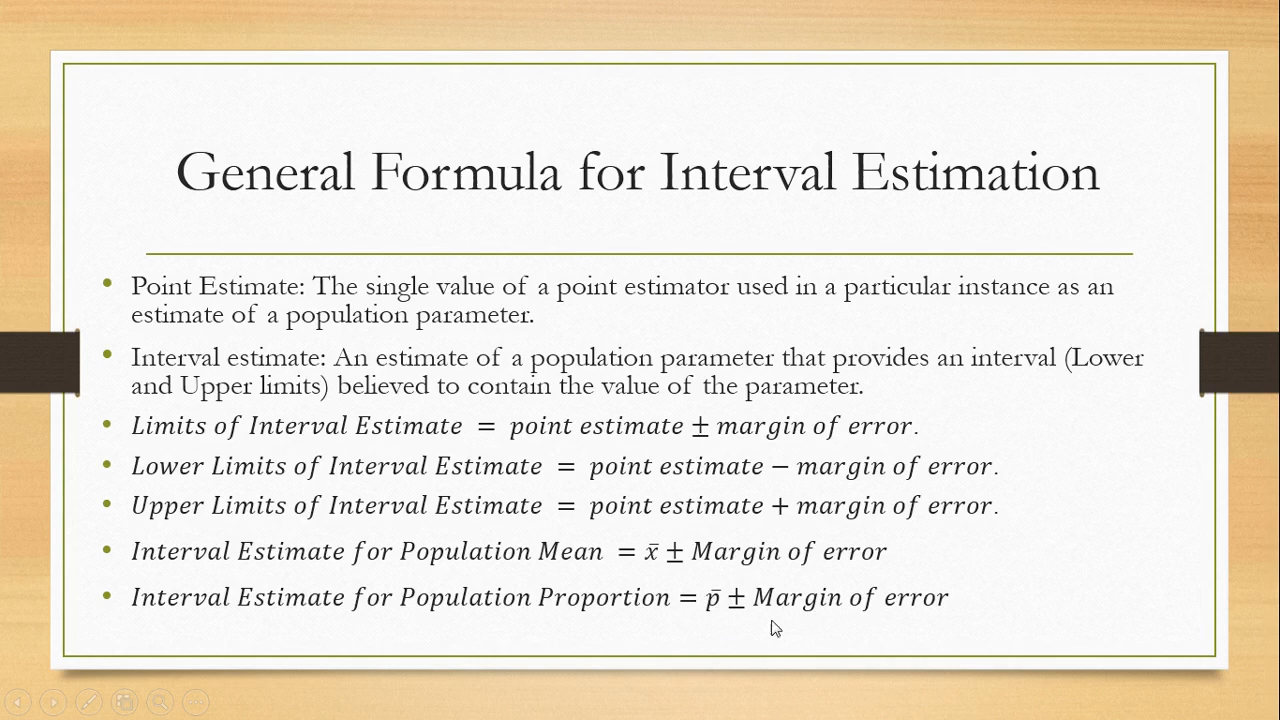 General Formula for Interval Estimation
• Point Estimate: The single value of a point estimator used in a particular instance as an
estimate of a population parameter.
• Interval estimate: An estimate of a population parameter that provides an interval (Lower
and Upper limits) believed to contain the value of the parameter.
• Limits of Interval Estimate = point estimate ± margin of error.
• Lower Limits of Interval Estimate = point estimate − margin of error.
• Upper Limits of Interval Estimate = point estimate + margin of error.
• Interval Estimate for Population Mean = x̄ ± Margin of error
• Interval Estimate for Population Proportion = p̄ ± Margin of error